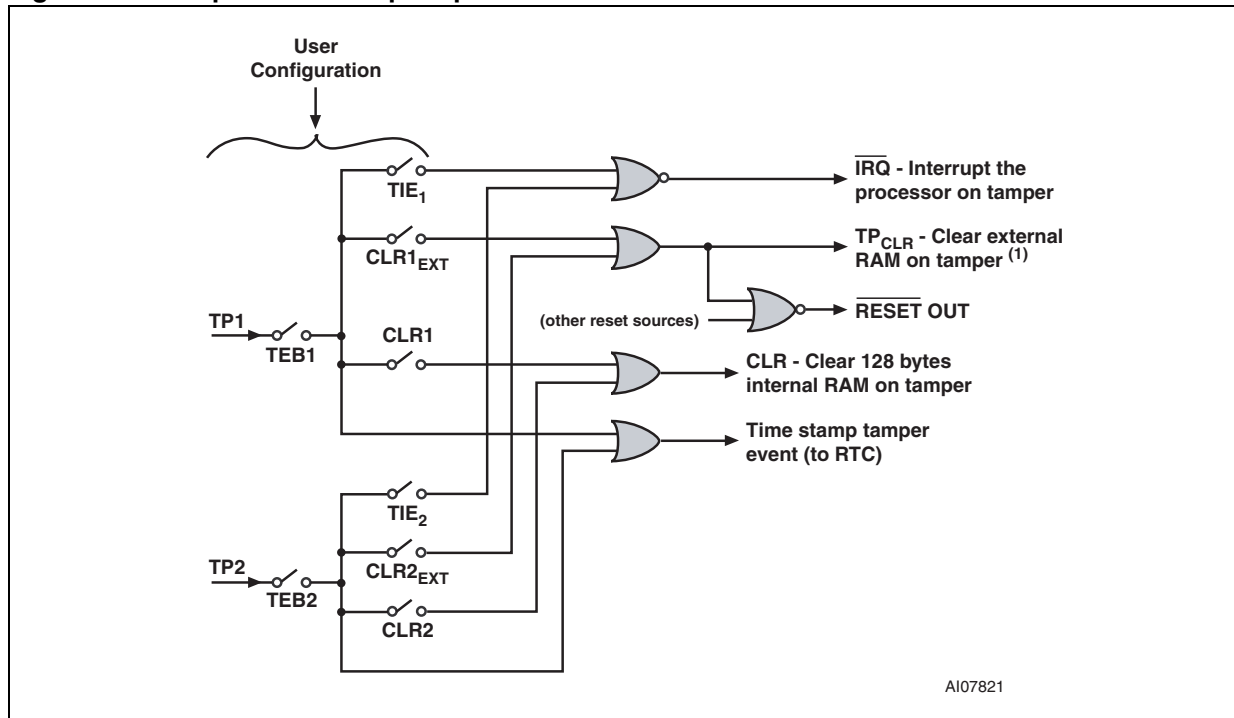 User
Configuration
TIE1
IRQ - Interrupt the
processor on tamper
CLR1EXT
TPCLR - Clear external
RAM on tamper (1)
(other reset sources)
RESET OUT
TP1
TEB1
CLR1
CLR - Clear 128 bytes
internal RAM on tamper
Time stamp tamper
event (to RTC)
TIE2
TP2
TEB2
CLR2EXT
CLR2
AI07821